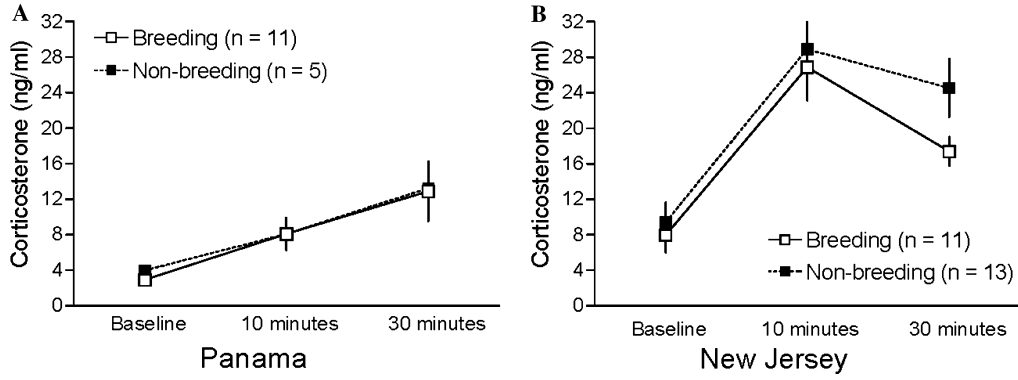 A
Corticosterone (ng/ml)
32
28
24
20
16
12
8
4
0
Breeding (n = 11)
Non-breeding (n = 5)
Baseline
10 minutes
30 minutes
Panama
B
Corticosterone (ng/ml)
32
28
24
20
16
12
8
4
0
Breeding (n = 11)
Non-breeding (n = 13)
Baseline
10 minutes
30 minutes
New Jersey